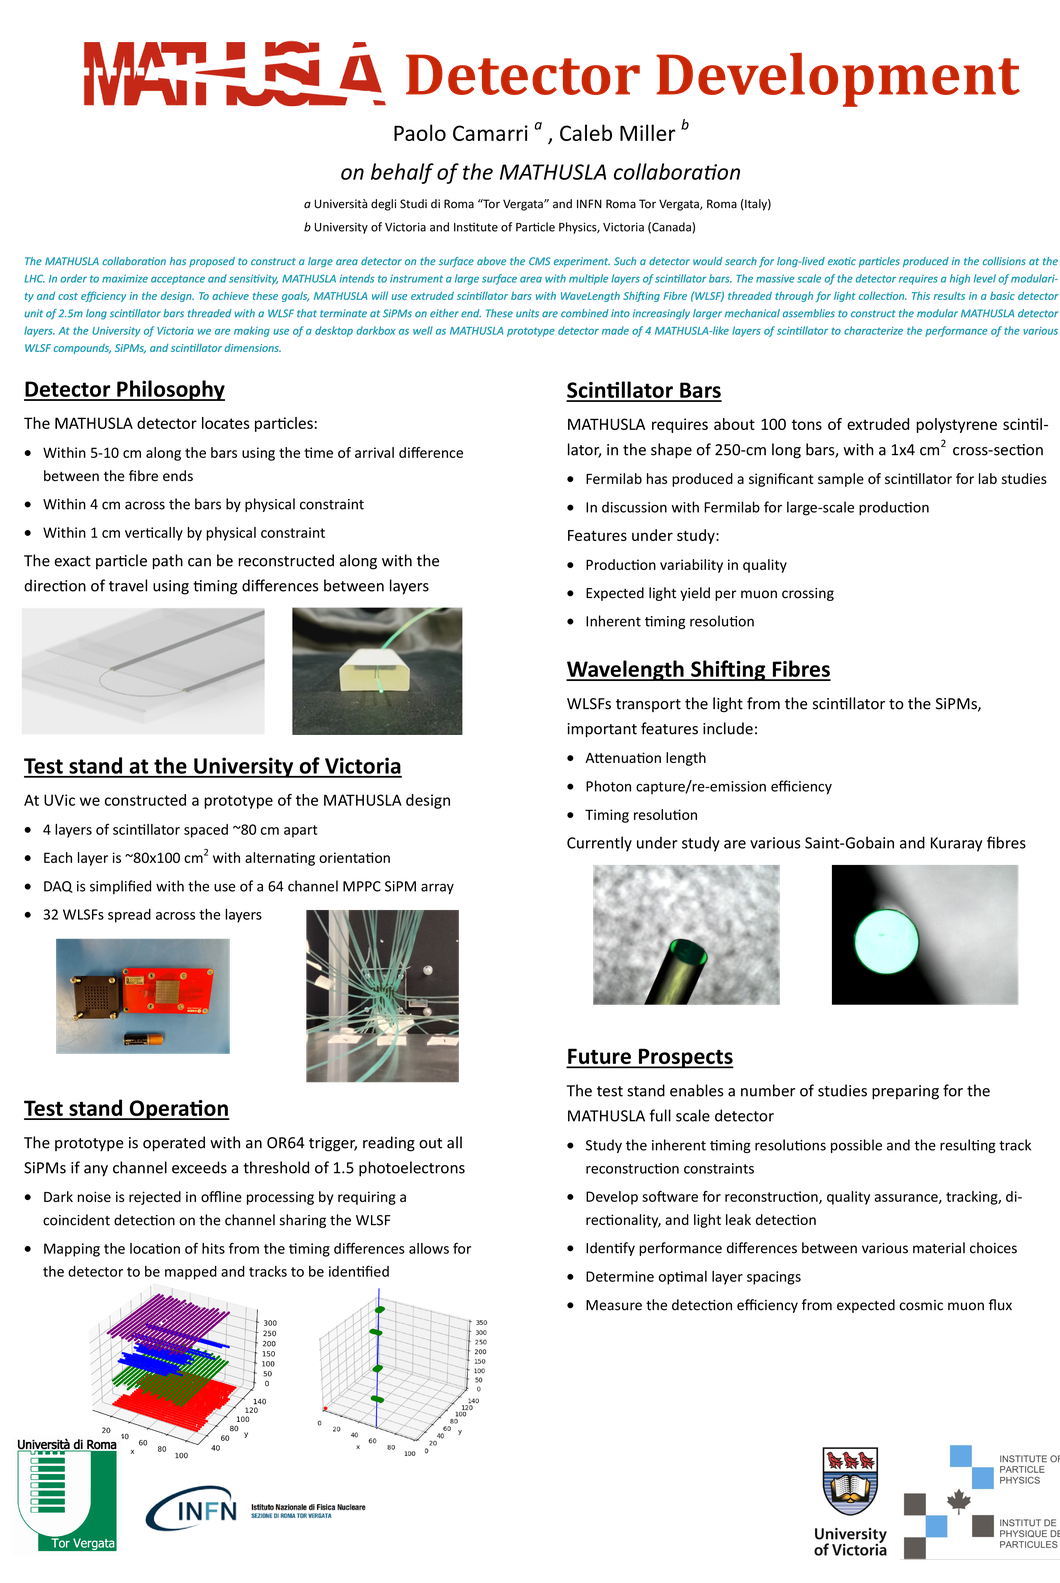 MATHUSLA Detector Development
Paolo Camarri a , Caleb Miller b
on behalf of the MATHUSLA collaboration
a Università degli Studi di Roma “Tor Vergata” and INFN Roma Tor Vergata, Roma (Italy)
b University of Victoria and Institute of Particle Physics, Victoria (Canada)
The MATHUSLA collaboration has proposed to construct a large area detector on the surface above the CMS experiment. Such a detector would search for long-lived exotic particles produced in the collisions at the
LHC. In order to maximize acceptance and sensitivity, MATHUSLA intends to instrument a large surface area with multiple layers of scintillator bars. The massive scale of the detector requires a high level of modulari-
ty and cost efficiency in the design. To achieve these goals, MATHUSLA will use extruded scintillator bars with WaveLength Shifting Fibre (WLSF) threaded through for light collection. This results in a basic detector
unit of 2.5m long scintillator bars threaded with a WLSF that terminate at SiPMs on either end. These units are combined into increasingly larger mechanical assemblies to construct the modular MATHUSLA detector
layers. At the University of Victoria we are making use of a desktop darkbox as well as MATHUSLA prototype detector made of 4 MATHUSLA-like layers of scintillator to characterize the performance of the various
WLSF compounds, SiPMs, and scintillator dimensions.
Detector Philosophy
The MATHUSLA detector locates particles:
• Within 5-10 cm along the bars using the time of arrival difference
between the fibre ends
• Within 4 cm across the bars by physical constraint
• Within 1 cm vertically by physical constraint
The exact particle path can be reconstructed along with the
direction of travel using timing differences between layers
Test stand at the University of Victoria
At UVic we constructed a prototype of the MATHUSLA design
• 4 layers of scintillator spaced ~80 cm apart
• Each layer is ~80x100 cm² with alternating orientation
• DAQ is simplified with the use of a 64 channel MPPC SiPM array
• 32 WLSFs spread across the layers
Test stand Operation
The prototype is operated with an OR64 trigger, reading out all
SiPMs if any channel exceeds a threshold of 1.5 photoelectrons
• Dark noise is rejected in offline processing by requiring a
coincident detection on the channel sharing the WLSF
• Mapping the location of hits from the timing differences allows for
the detector to be mapped and tracks to be identified
300
250
200
150
100
50
0
140
120
100
80
60
40
y
20
40
60
80
100
x
350
300
250
200
150
100
50
0
140
120
100
80
60
40
20
0
y
0
20
40
60
80
100
x
Scintillator Bars
MATHUSLA requires about 100 tons of extruded polystyrene scintil-
lator, in the shape of 250-cm long bars, with a 1x4 cm² cross-section
• Fermilab has produced a significant sample of scintillator for lab studies
• In discussion with Fermilab for large-scale production
Features under study:
• Production variability in quality
• Expected light yield per muon crossing
• Inherent timing resolution
Wavelength Shifting Fibres
WLSFs transport the light from the scintillator to the SiPMs,
important features include:
• Attenuation length
• Photon capture/re-emission efficiency
• Timing resolution
Currently under study are various Saint-Gobain and Kuraray fibres
Future Prospects
The test stand enables a number of studies preparing for the
MATHUSLA full scale detector
• Study the inherent timing resolutions possible and the resulting track
reconstruction constraints
• Develop software for reconstruction, quality assurance, tracking, di-
rectionality, and light leak detection
• Identify performance differences between various material choices
• Determine optimal layer spacings
• Measure the detection efficiency from expected cosmic muon flux
Università di Roma
Tor Vergata
INFN
Istituto Nazionale di Fisica Nucleare
SEZIONE DI ROMA TOR VERGATA
University
of Victoria
INSTITUTE OF
PARTICLE
PHYSICS
INSTITUT DE
PHYSIQUE DE
PARTICULES